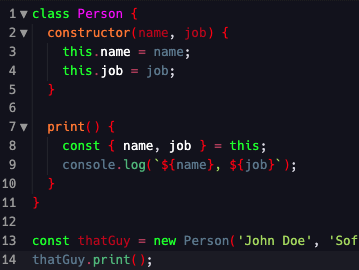 1 class Person {
2   constructor(name, job) {
3     this.name = name;
4     this.job = job;
5   }
6
7   print() {
8     const { name, job } = this;
9     console.log(`${name}, ${job}`);
10   }
11 }
12
13 const thatGuy = new Person('John Doe', 'Sof
14 thatGuy.print();